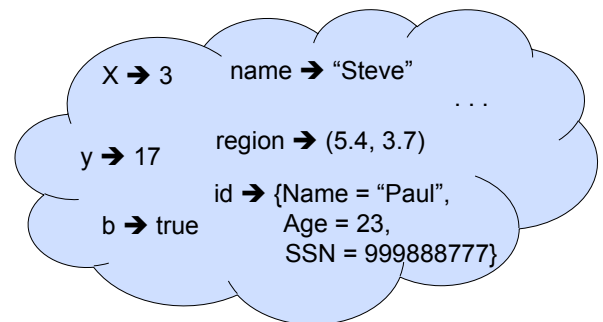 X ➔ 3
name ➔ “Steve”
. . .
y ➔ 17
region ➔ (5.4, 3.7)
id ➔ {Name = “Paul”,
b ➔ true
Age = 23,
SSN = 999888777}